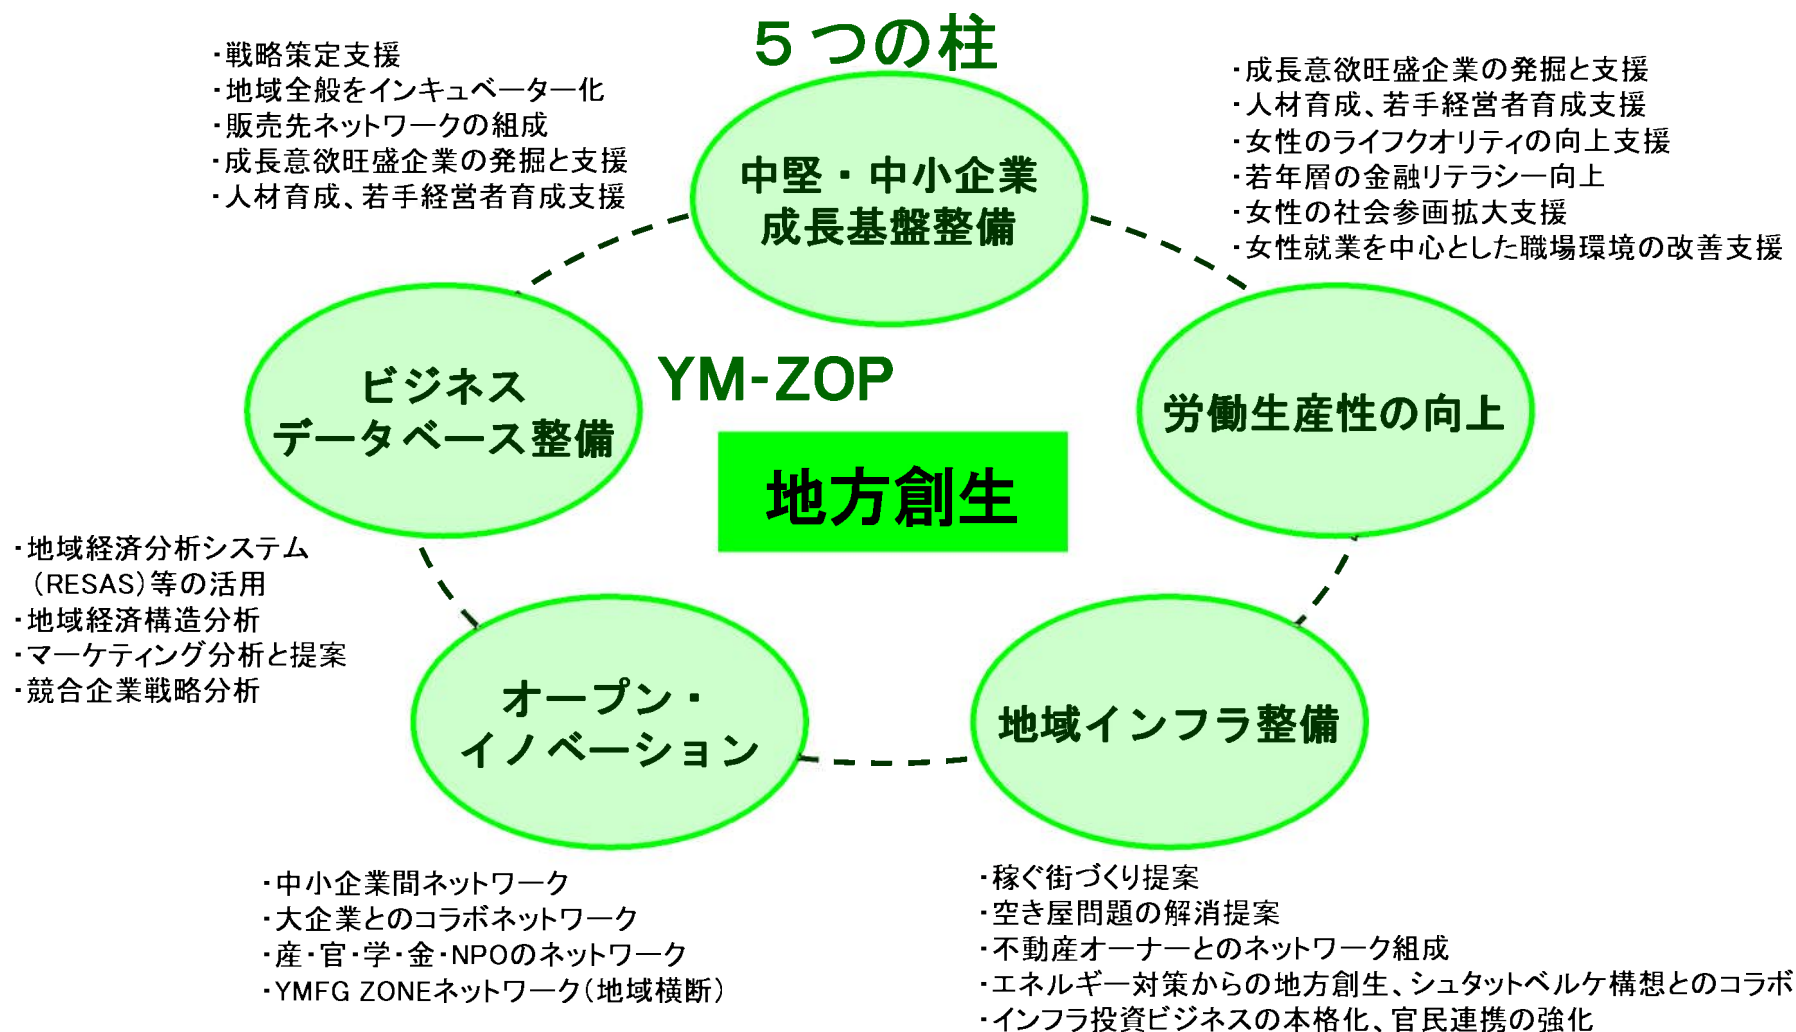 ５つの柱
・戦略策定支援
・地域全般をインキュベーター化
・販売先ネットワークの組成
・成長意欲旺盛企業の発掘と支援
・人材育成、若手経営者育成支援
中堅・中小企業
成長基盤整備
・成長意欲旺盛企業の発掘と支援
・人材育成、若手経営者育成支援
・女性のライフクオリティの向上支援
・若年層の金融リテラシー向上
・女性の社会参画拡大支援
・女性就業を中心とした職場環境の改善支援
ビジネス
データベース整備
YM-ZOP
地方創生
労働生産性の向上
・地域経済分析システム
（RESAS）等の活用
・地域経済構造分析
・マーケティング分析と提案
・競合企業戦略分析
オープン・
イノベーション
地域インフラ整備
・中小企業間ネットワーク
・大企業とのコラボネットワーク
・産・官・学・金・NPOのネットワーク
・YMFG ZONEネットワーク（地域横断）
・稼ぐ街づくり提案
・空き屋問題の解消提案
・不動産オーナーとのネットワーク組成
・エネルギー対策からの地方創生、シュタットベルケ構想とのコラボ
・インフラ投資ビジネスの本格化、官民連携の強化